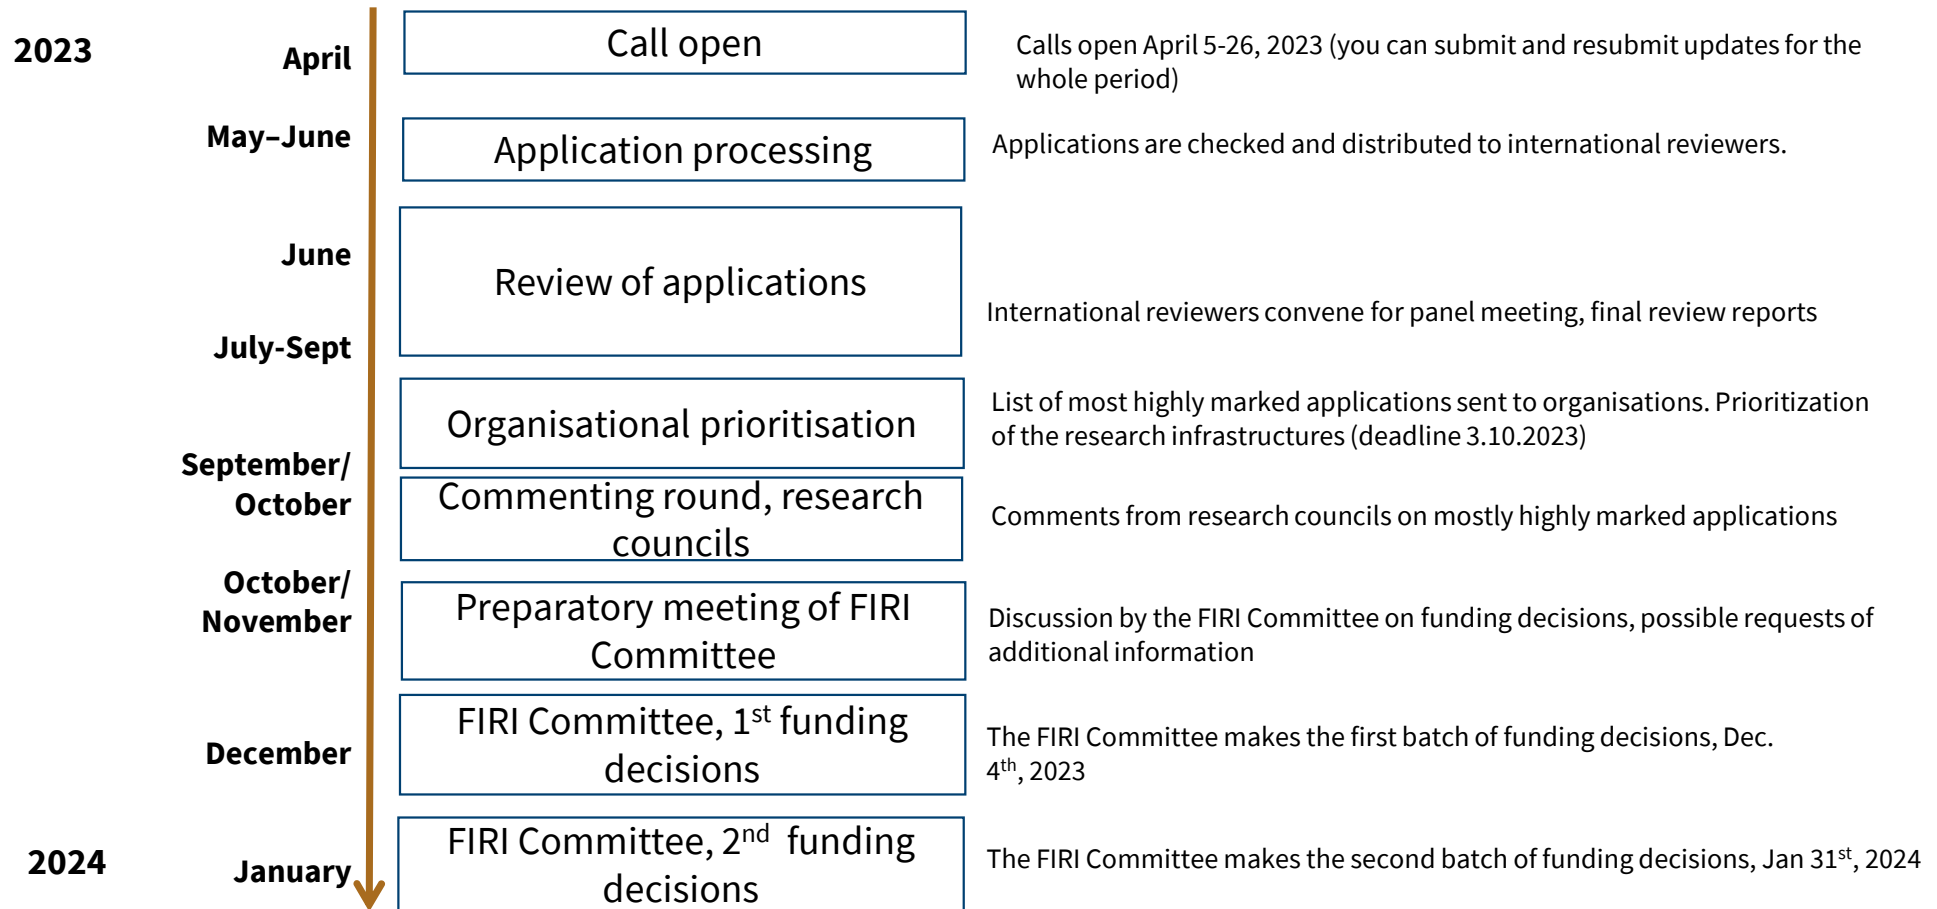 2023
April
Call open
Calls open April 5-26, 2023 (you can submit and resubmit updates for the
whole period)
May–June
Application processing
Applications are checked and distributed to international reviewers.
June
Review of applications
International reviewers convene for panel meeting, final review reports
July-Sept
Organisational prioritisation
List of most highly marked applications sent to organisations. Prioritization
of the research infrastructures (deadline 3.10.2023)
September/
October
Commenting round, research
councils
Comments from research councils on mostly highly marked applications
October/
November
Preparatory meeting of FIRI
Committee
Discussion by the FIRI Committee on funding decisions, possible requests of
additional information
December
FIRI Committee, 1st funding
decisions
The FIRI Committee makes the first batch of funding decisions, Dec.
4th, 2023
2024
January
FIRI Committee, 2nd funding
decisions
The FIRI Committee makes the second batch of funding decisions, Jan 31st, 2024